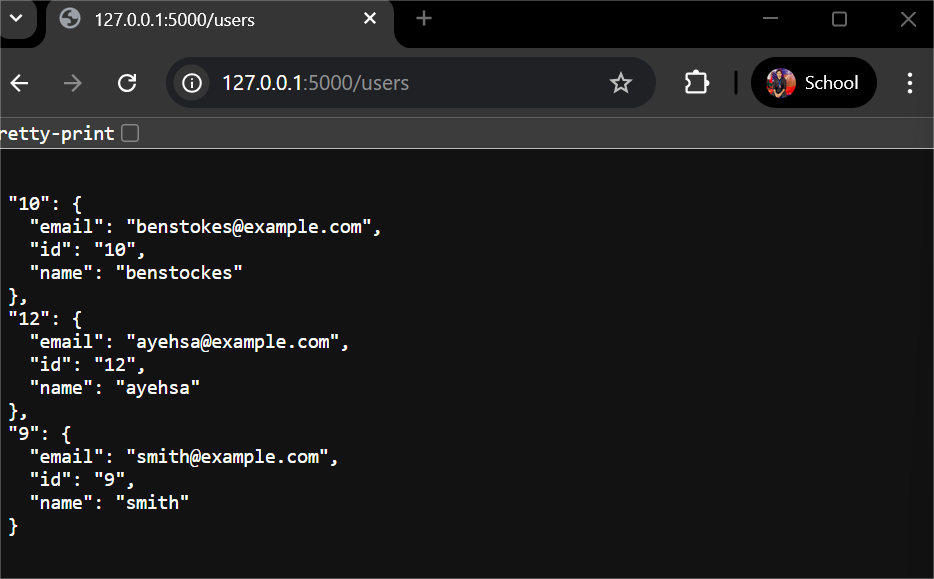 127.0.0.1:5000/users
127.0.0.1:5000/users
School
retty-print
"10": {
"email": "benstokes@example.com",
"id": "10",
"name": "benstockes"
},
"12": {
"email": "ayehsa@example.com",
"id": "12",
"name": "ayehsa"
},
"9": {
"email": "smith@example.com",
"id": "9",
"name": "smith"
}